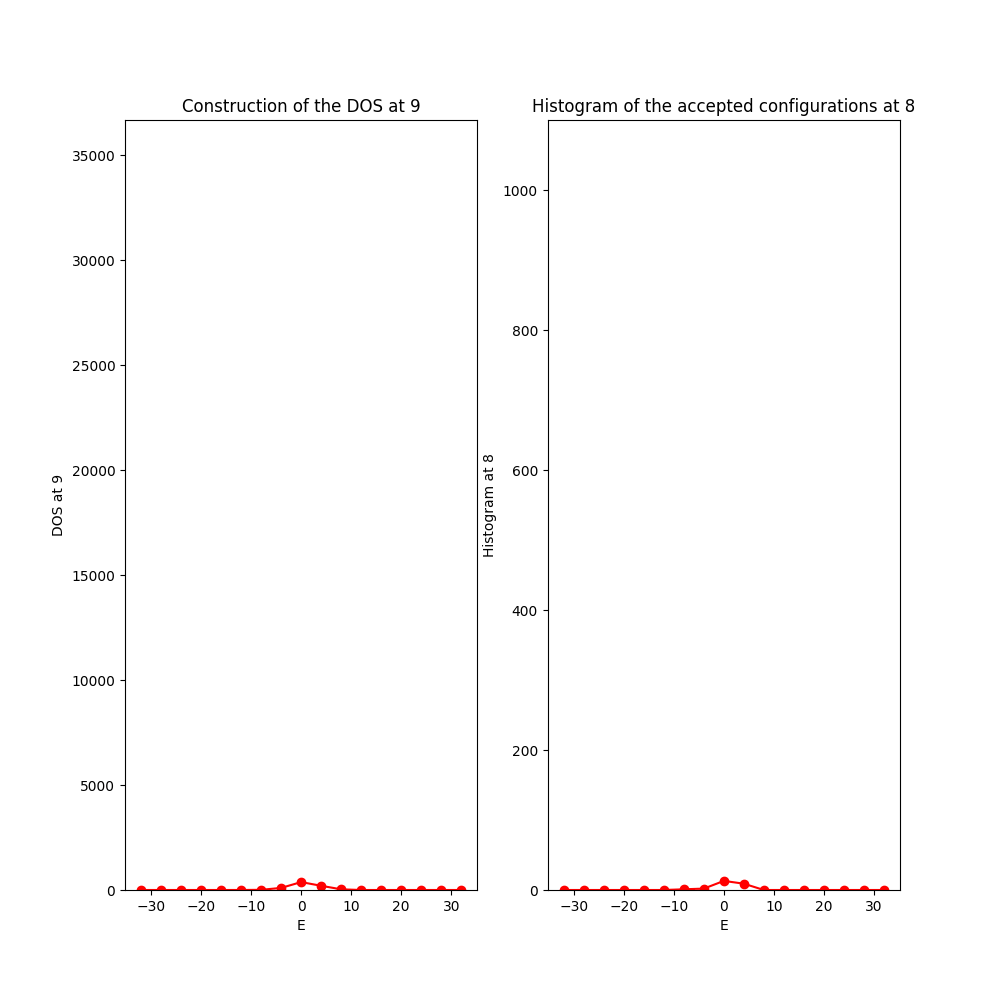 Construction of the DOS at 9
DOS at 9
35000
30000
25000
20000
15000
10000
5000
0
−30 −20 −10 0 10 20 30
E
Histogram of the accepted configurations at 8
Histogram at 8
1000
800
600
400
200
0
−30 −20 −10 0 10 20 30
E